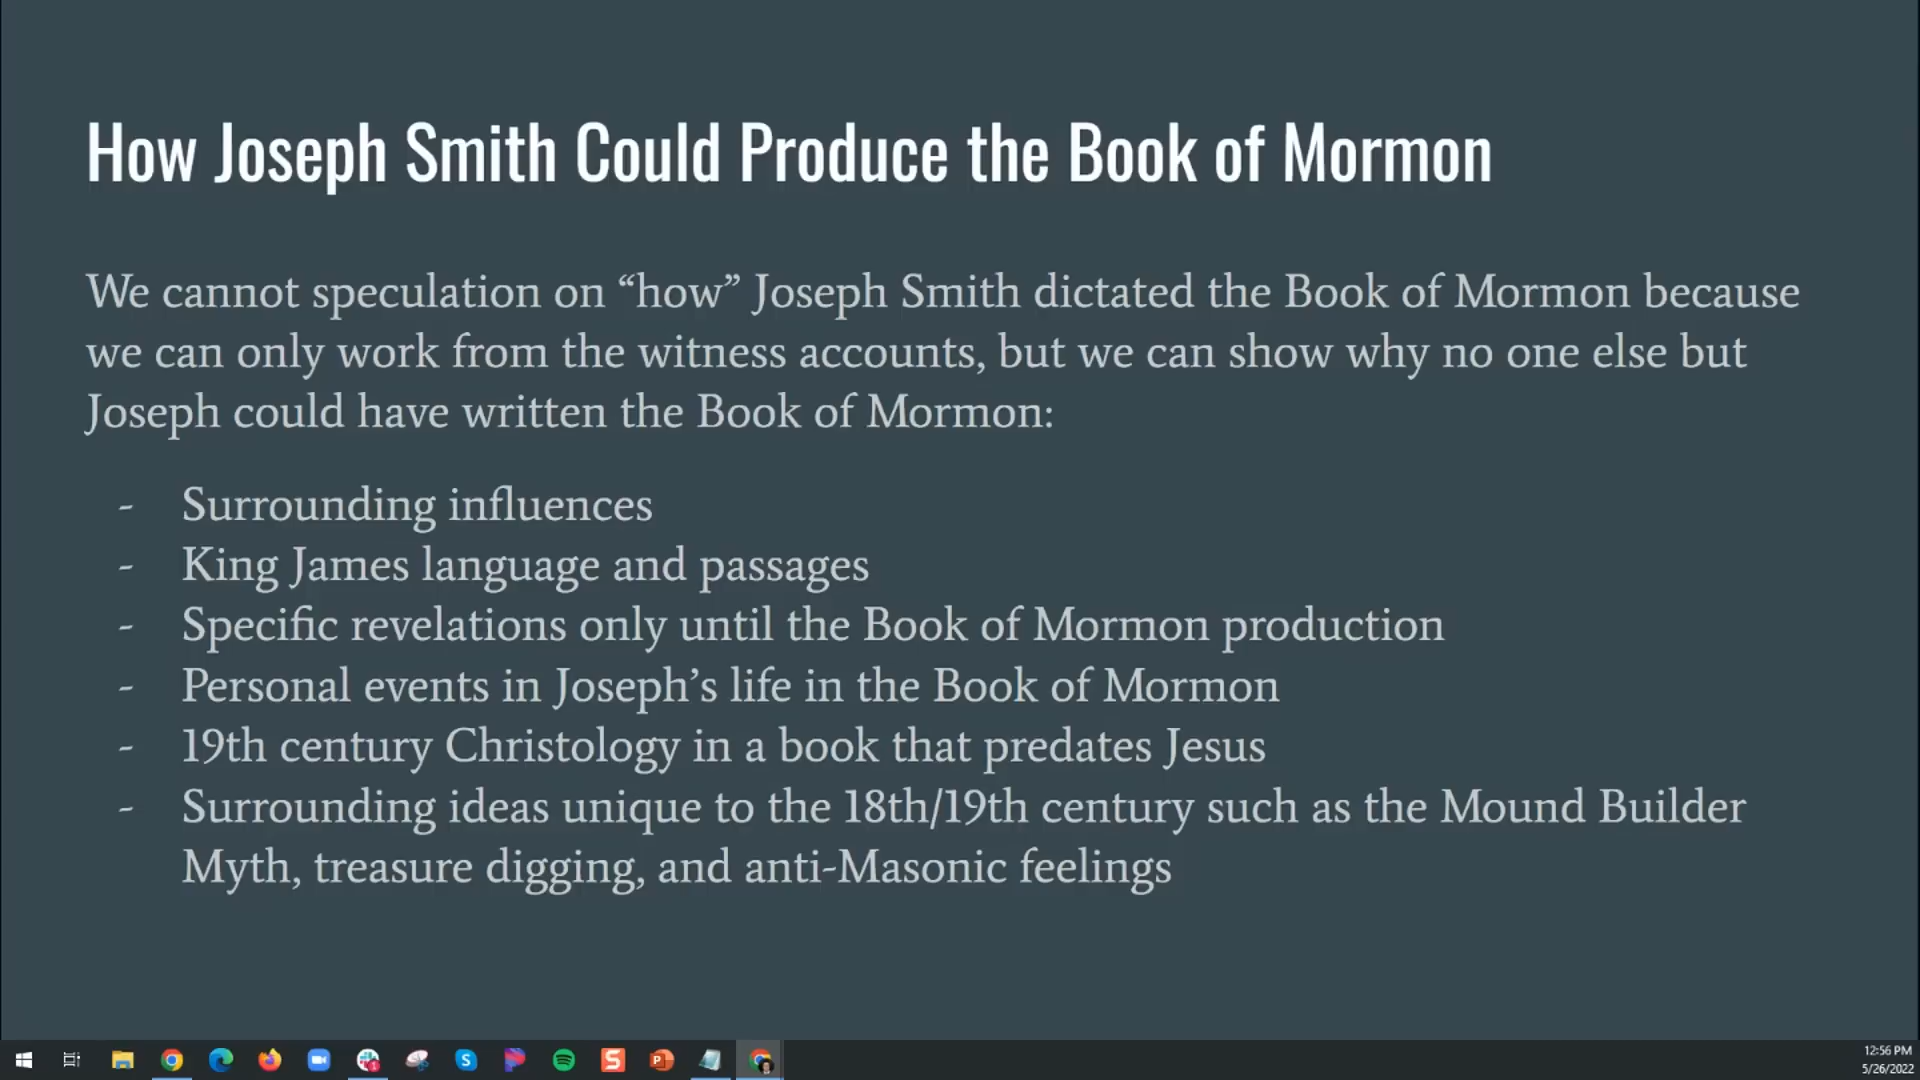 How Joseph Smith Could Produce the Book of Mormon
We cannot speculation on “how” Joseph Smith dictated the Book of Mormon because
we can only work from the witness accounts, but we can show why no one else but
Joseph could have written the Book of Mormon:
- Surrounding influences
- King James language and passages
- Specific revelations only until the Book of Mormon production
- Personal events in Joseph’s life in the Book of Mormon
- 19th century Christology in a book that predates Jesus
- Surrounding ideas unique to the 18th/19th century such as the Mound Builder
Myth, treasure digging, and anti-Masonic feelings
12:56 PM
5/26/2022